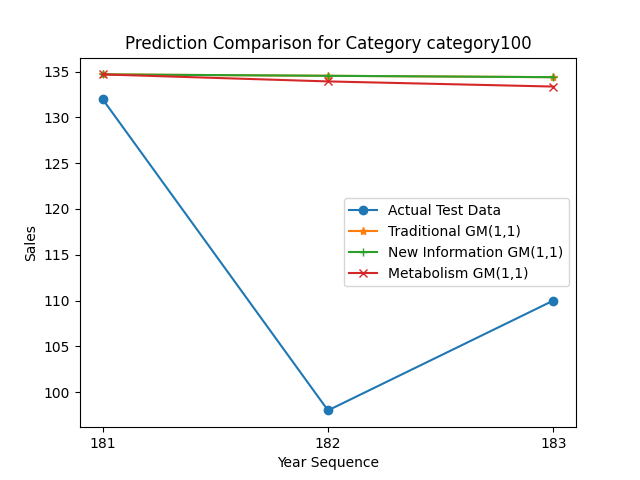 Prediction Comparison for Category category100
135
130
125
120
115
110
105
100
Sales
Actual Test Data
Traditional GM(1,1)
New Information GM(1,1)
Metabolism GM(1,1)
181 182 183
Year Sequence